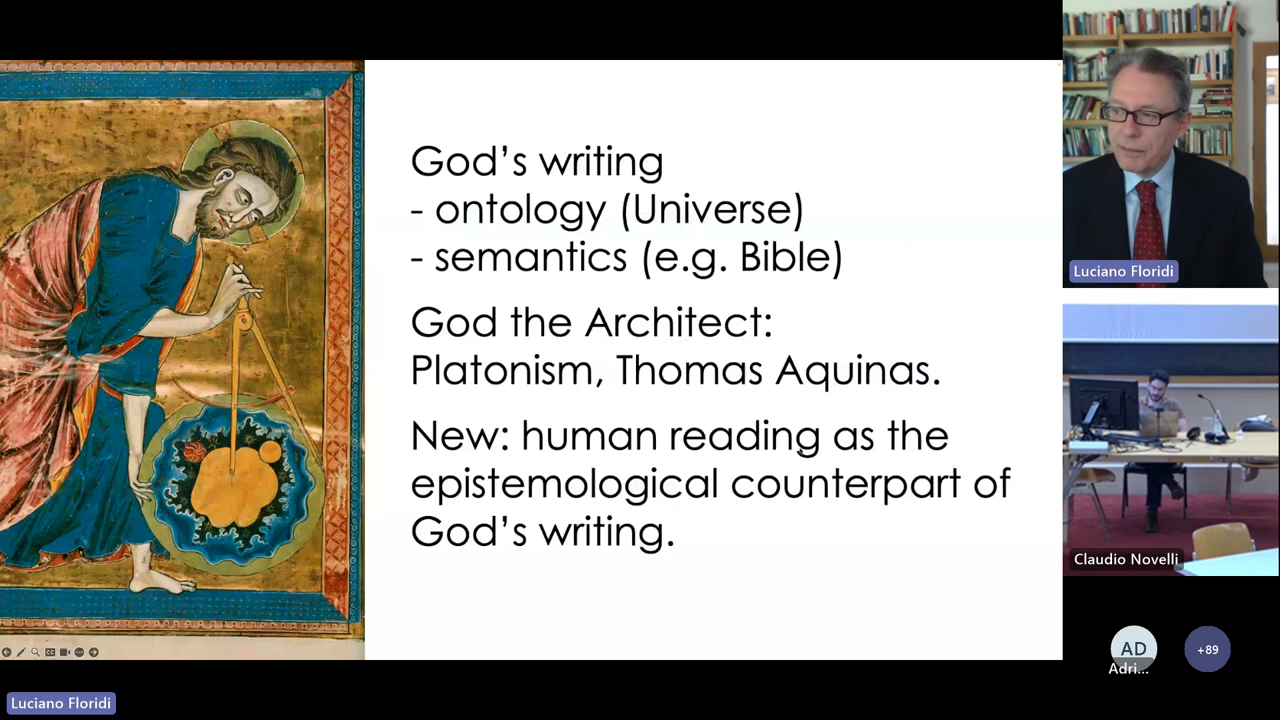 God’s writing
- ontology (Universe)
- semantics (e.g. Bible)
God the Architect:
Platonism, Thomas Aquinas.
New: human reading as the
epistemological counterpart of
God’s writing.
Luciano Floridi
Claudio Novelli
AD
Adri...
+89
Luciano Floridi